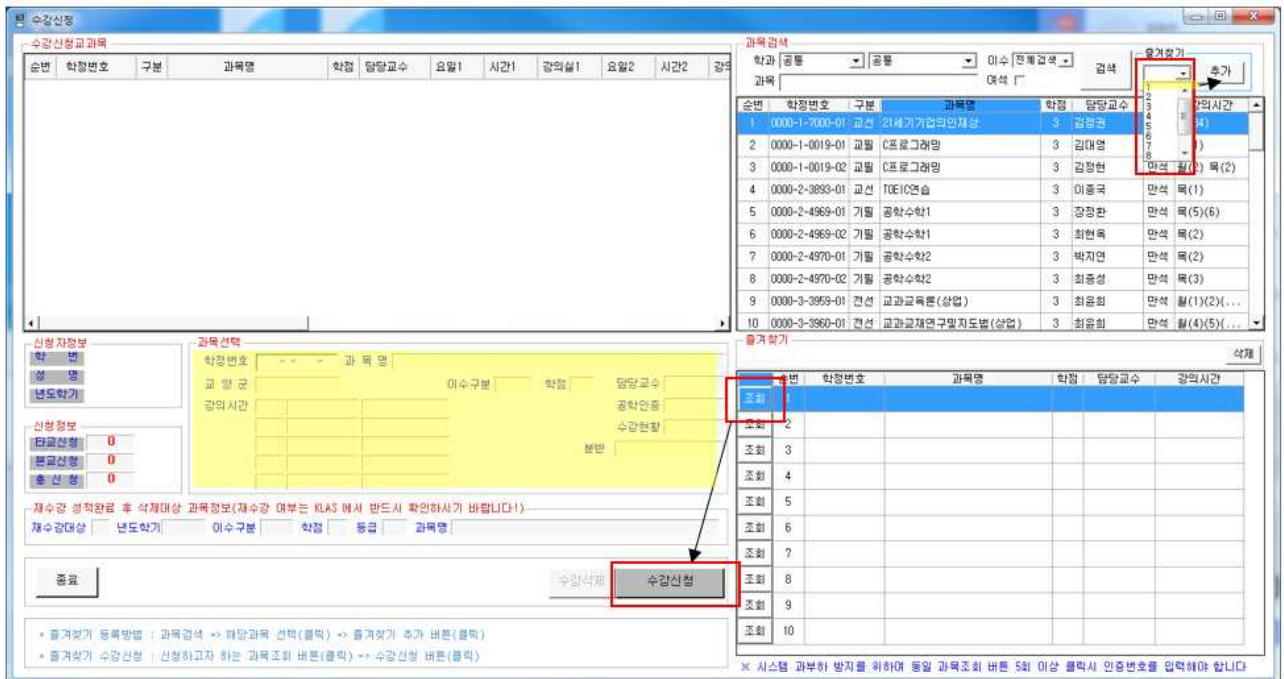 수강신청
수강신청교과목
순번 학정번호 구분 과목명 학점 담당교수 요일1 시간1 강의실1 요일2 시간2 강의
과목검색
학과 공통 공통 이수 전체검색 검색
과목 여석
즐겨찾기
추가
1
2
3
4
5
6
7
8
순번 학정번호 구분 과목명 학점 담당교수 강의시간
1 0000-1-7000-01 교선 21세기기업의인재상 3 김정권
2 0000-1-0019-01 교필 C프로그래밍 3 김대영
3 0000-1-0019-02 교필 C프로그래밍 3 김정현 만석 월(2) 목(2)
4 0000-2-3893-01 교선 TOEIC연습 3 이종국 만석 목(1)
5 0000-2-4969-01 기필 공학수학1 3 장정환 만석 목(5)(6)
6 0000-2-4969-02 기필 공학수학1 3 최현옥 만석 목(2)
7 0000-2-4970-01 기필 공학수학2 3 박지연 만석 목(2)
8 0000-2-4970-02 기필 공학수학2 3 최종성 만석 목(3)
9 0000-3-3959-01 전선 교과교육론(상업) 3 최윤희 만석 월(1)(2)(...
10 0000-3-3960-01 전선 교과교재연구및지도법(상업) 3 최윤희 만석 월(4)(5)(...
신청자정보
학 번
성 명
년도학기
신청정보
타교신청 0
본교신청 0
총 신 청 0
과목선택
학정번호 - - - 과 목 명
교 양 군 이수구분 학점 담당교수
강의시간 공학인증
수강현황
분반
재수강 성적완료 후 삭제대상 과목정보(재수강 여부는 KLAS 에서 반드시 확인하시기 바랍니다!)
재수강대상 년도학기 이수구분 학점 등급 과목명
종료 수강삭제 수강신청
* 즐겨찾기 등록방법 : 과목검색 => 해당과목 선택(클릭) => 즐겨찾기 추가 버튼(클릭)
* 즐겨찾기 수강신청 : 신청하고자 하는 과목조회 버튼(클릭) => 수강신청 버튼(클릭)
즐겨찾기
삭제
순번 학정번호 과목명 학점 담당교수 강의시간
조회 1
조회 2
조회 3
조회 4
조회 5
조회 6
조회 7
조회 8
조회 9
조회 10
※ 시스템 과부하 방지를 위하여 동일 과목조회 버튼 5회 이상 클릭시 인증번호를 입력해야 합니다